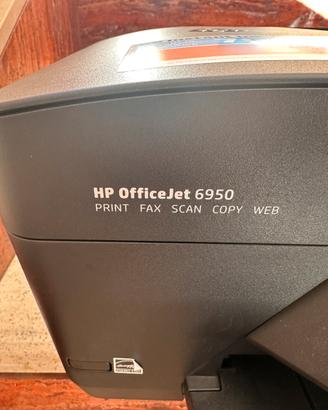 HP OfficeJet 6950
PRINT FAX SCAN COPY WEB